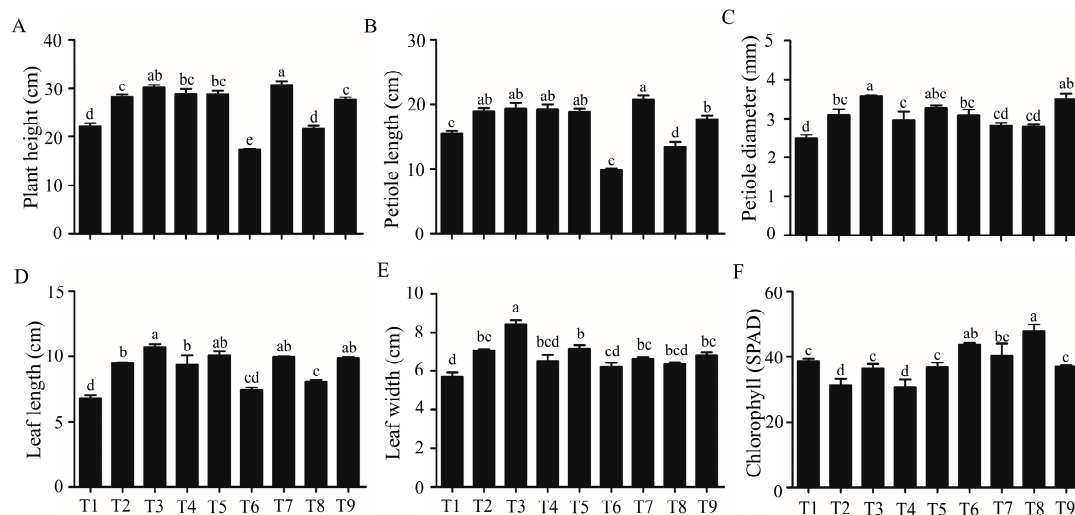 A
Plant height (cm)
40
30
20
10
0
d
c
ab
bc
bc
e
a
d
c
B
Petiole length (cm)
30
20
10
0
c
ab
ab
ab
ab
c
a
d
b
C
Petiole diameter (mm)
5
4
3
2
1
0
d
bc
a
c
abc
bc
cd
cd
ab
D
Leaf length (cm)
15
10
5
0
d
b
a
b
ab
cd
ab
c
ab
T1 T2 T3 T4 T5 T6 T7 T8 T9
E
Leaf width (cm)
10
8
6
4
2
0
d
bc
a
bcd
b
cd
bc
bcd
bc
T1 T2 T3 T4 T5 T6 T7 T8 T9
F
Chlorophyll (SPAD)
60
40
20
0
c
d
c
d
c
ab
bc
a
c
T1 T2 T3 T4 T5 T6 T7 T8 T9